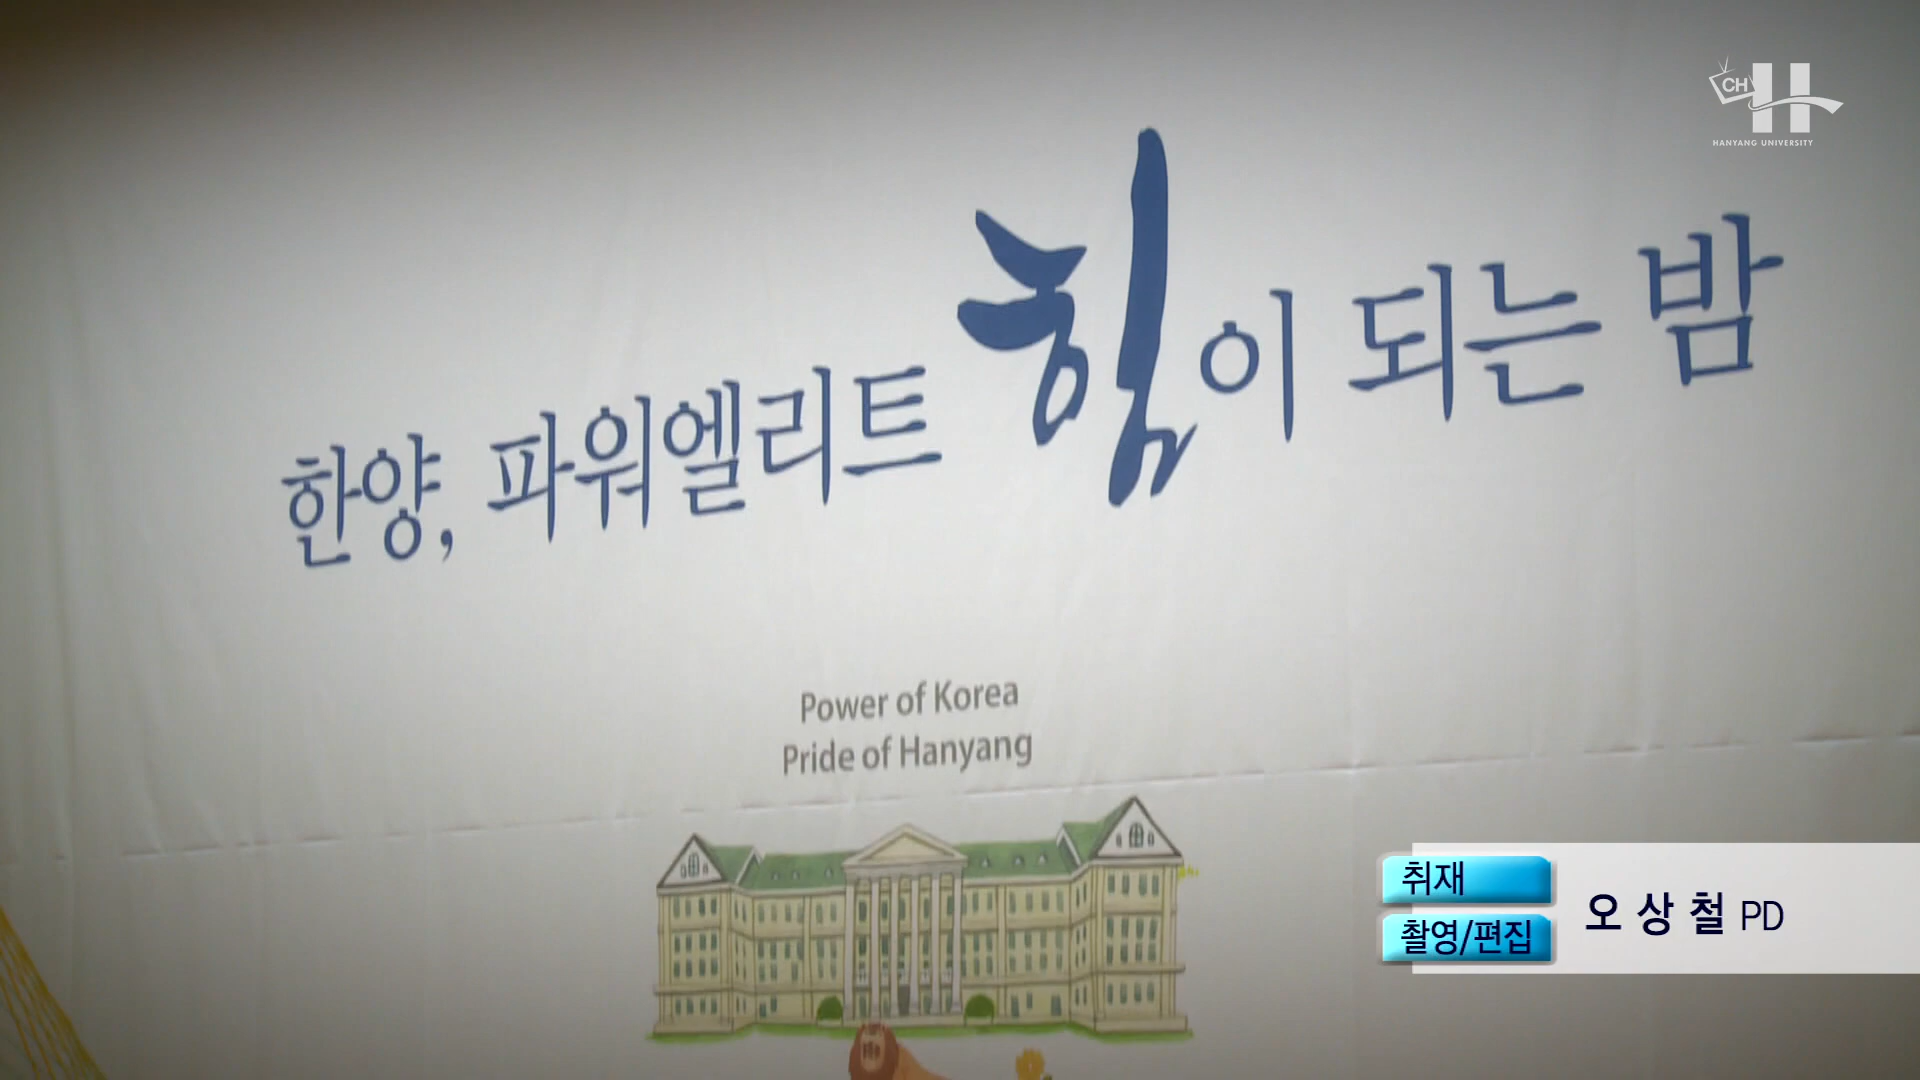 CH H
HANYANG UNIVERSITY
한양, 파워엘리트 힘이 되는 밤
Power of Korea
Pride of Hanyang
취재
촬영/편집
오상철 PD